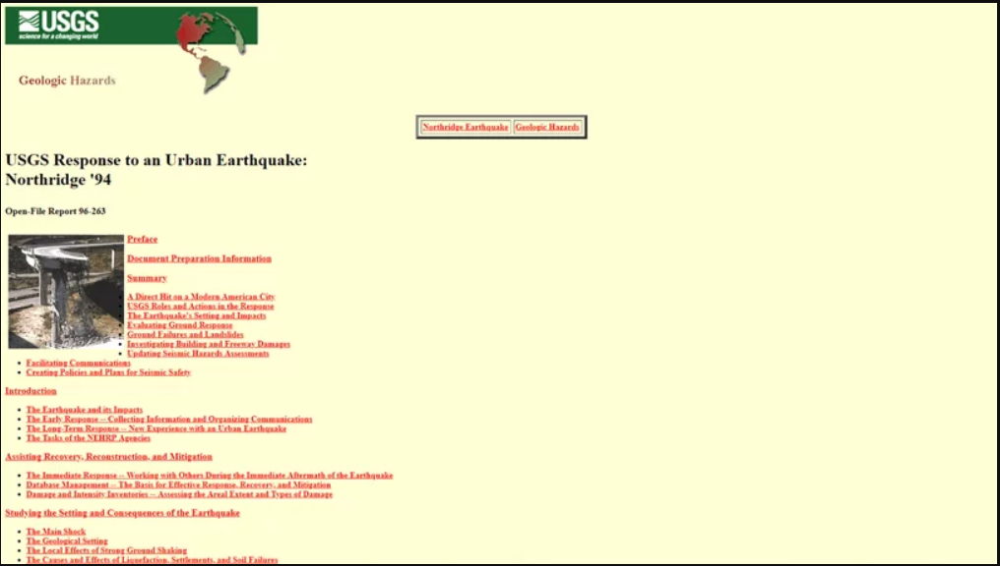 USGS
science for a changing world
Geologic Hazards
Northridge Earthquake Geologic Hazards
USGS Response to an Urban Earthquake:
Northridge '94
Open-File Report 96-263
Preface
Document Preparation Information
Summary
A Direct Hit on a Modern American City
USGS Roles and Actions in the Response
The Earthquake's Setting and Impacts
Evaluating Ground Response
Ground Failures and Landslides
Investigating Building and Freeway Damages
Updating Seismic Hazards Assessments
Facilitating Communications
Creating Policies and Plans for Seismic Safety
Introduction
The Earthquake and its Impacts
The Early Response -- Collecting Information and Organizing Communications
The Long-Term Response -- New Experience with an Urban Earthquake
The Tasks of the NEHRP Agencies
Assisting Recovery, Reconstruction, and Mitigation
The Immediate Response -- Working with Others During the Immediate Aftermath of the Earthquake
Database Management -- The Basis for Effective Response, Recovery, and Mitigation
Damage and Intensity Inventories -- Assessing the Areal Extent and Types of Damage
Studying the Setting and Consequences of the Earthquake
The Main Shock
The Geological Setting
The Local Effects of Strong Ground Shaking
The Causes and Effects of Liquefaction, Settlements, and Soil Failures